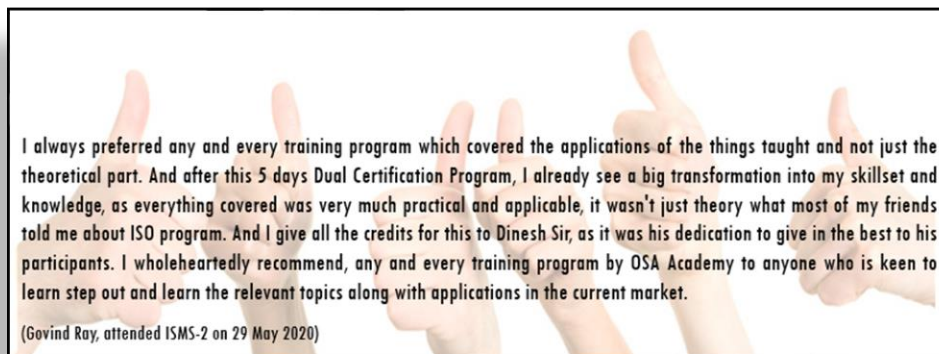 I always preferred any and every training program which covered the applications of the things taught and not just the
theoretical part. And after this 5 days Dual Certification Program, I already see a big transformation into my skillset and
knowledge, as everything covered was very much practical and applicable, it wasn't just theory what most of my friends
told me about ISO program. And I give all the credits for this to Dinesh Sir, as it was his dedication to give in the best to his
participants. I wholeheartedly recommend, any and every training program by OSA Academy to anyone who is keen to
learn step out and learn the relevant topics along with applications in the current market.
(Govind Ray, attended ISMS-2 on 29 May 2020)